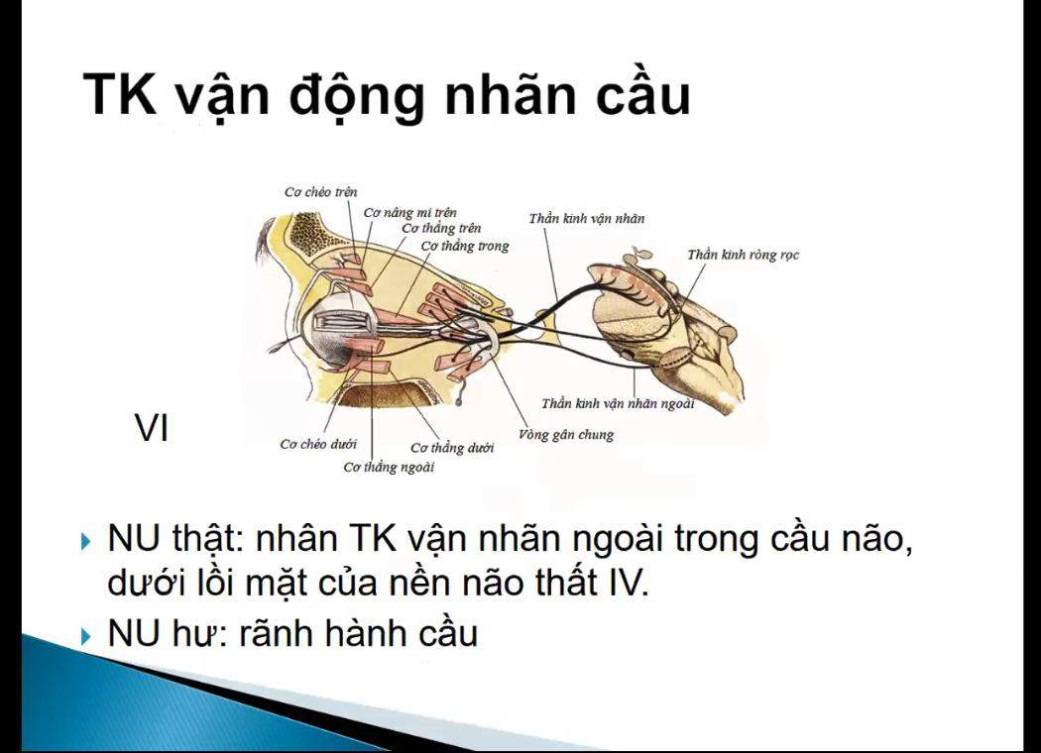 TK vận động nhãn cầu
Cơ chéo trên
Cơ nâng mi trên
Cơ thẳng trên
Cơ thẳng trong
Thần kinh vận nhãn
Thần kinh ròng rọc
Thần kinh vận nhãn ngoài
Vòng gân chung
VI
Cơ chéo dưới
Cơ thẳng dưới
Cơ thẳng ngoài
NU thật: nhân TK vận nhãn ngoài trong cầu não,
dưới lồi mặt của nền não thất IV.
NU hư: rãnh hành cầu